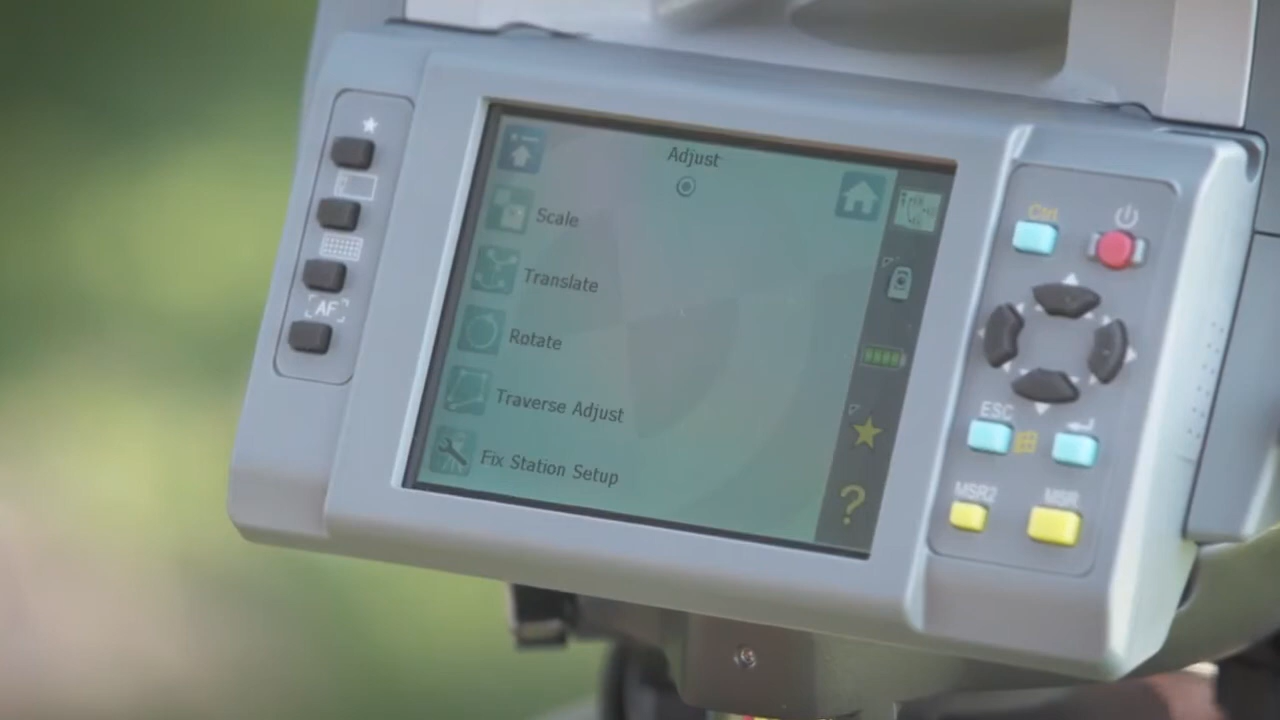 Adjust
Scale
Translate
Rotate
Traverse Adjust
Fix Station Setup
?
AF
Ctrl
ESC
MSR2
MSR